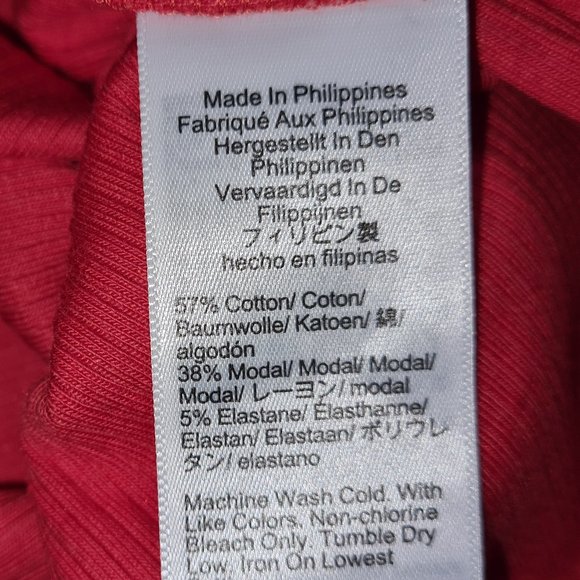 Made In Philippines
Fabriqué Aux Philippines
Hergestellt In Den
Philippinen
Vervaardigd In De
Filippijnen
フィリピン製
hecho en filipinas
57% Cotton/ Coton/
Baumwolle/ Katoen/ 綿/
algodón
38% Modal/ Modal/ Modal/
Modal/ レーヨン/ modal
5% Elastane/ Élasthanne/
Elastan/ Elastaan/ ポリウレ
タン/ elastano
Machine Wash Cold. With
Like Colors. Non-chlorine
Bleach Only. Tumble Dry
Low. Iron On Lowest